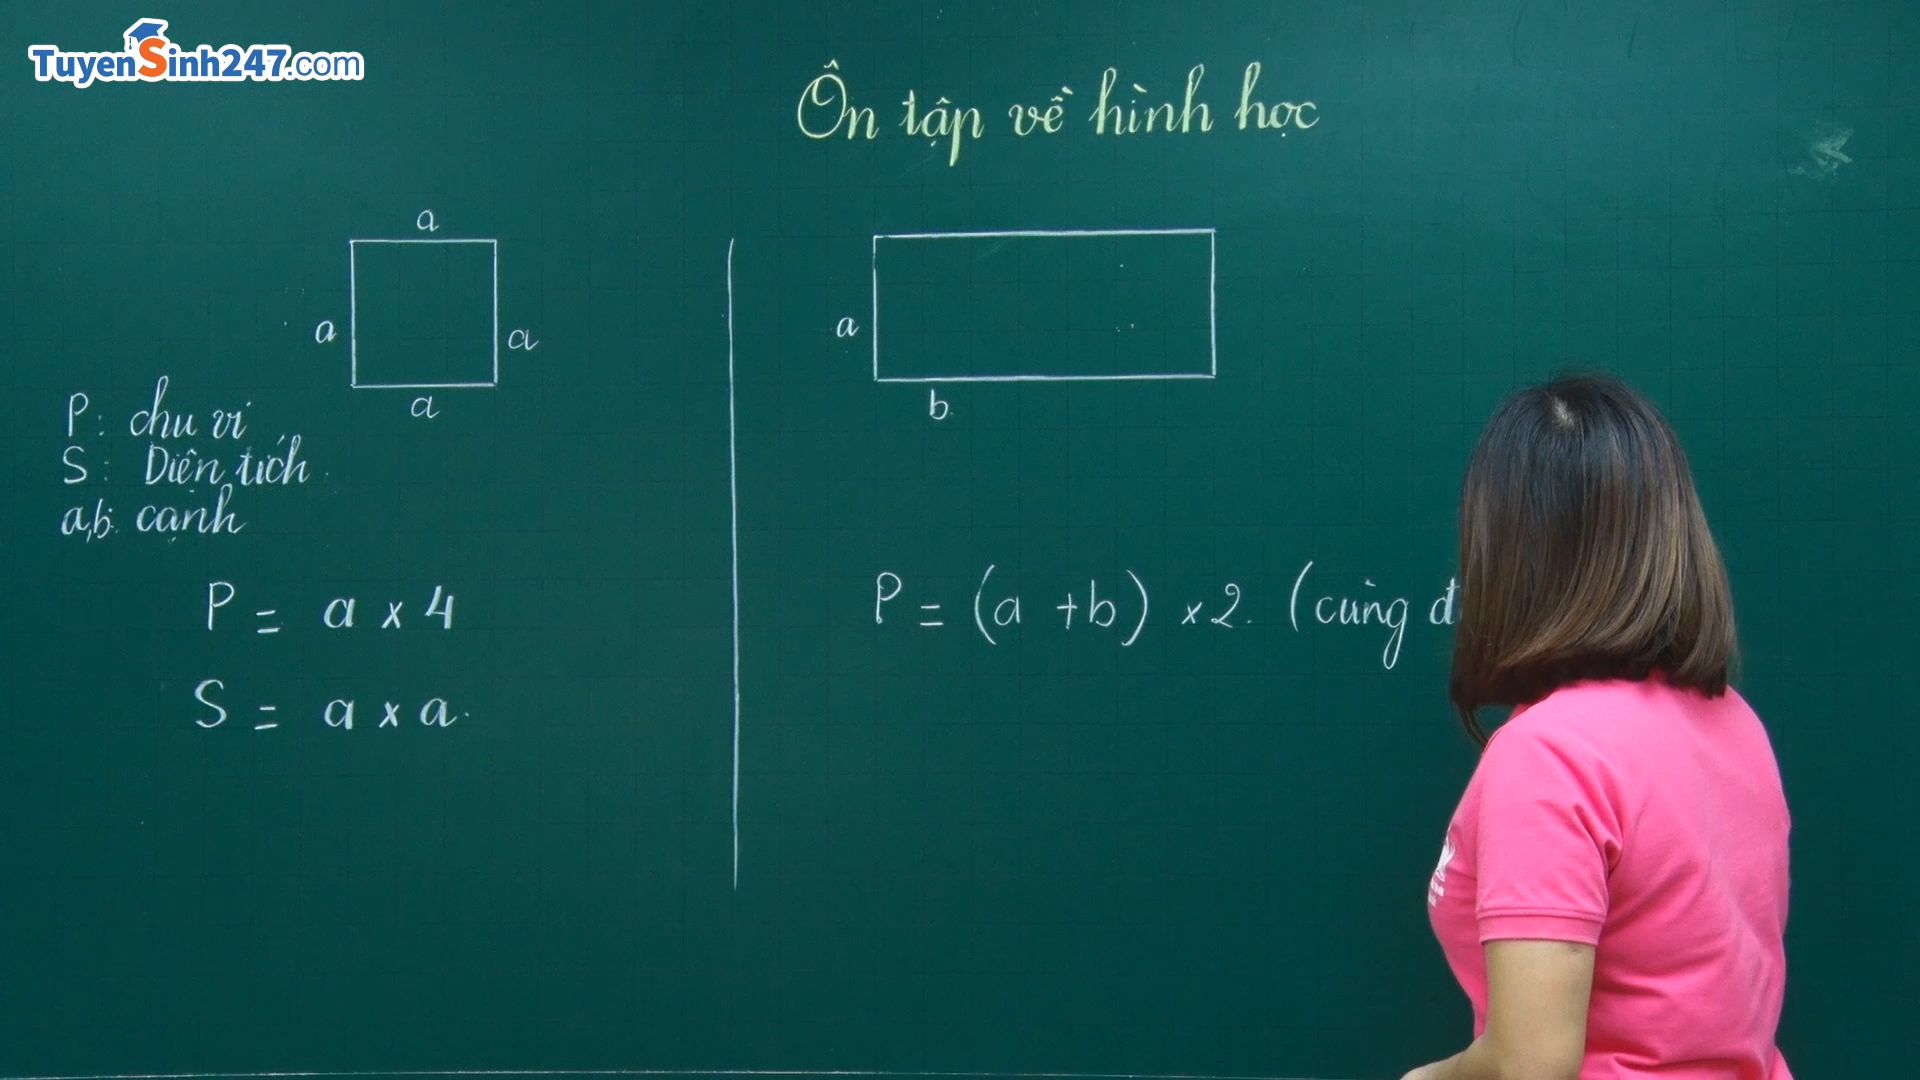 TuyenSinh247.com
Ôn tập về hình học
a
a
a
a
a
b.
P: chu vi
S: Diện tích
a,b: cạnh
P = a x 4
S = a x a.
P = (a + b) x 2. (cùng